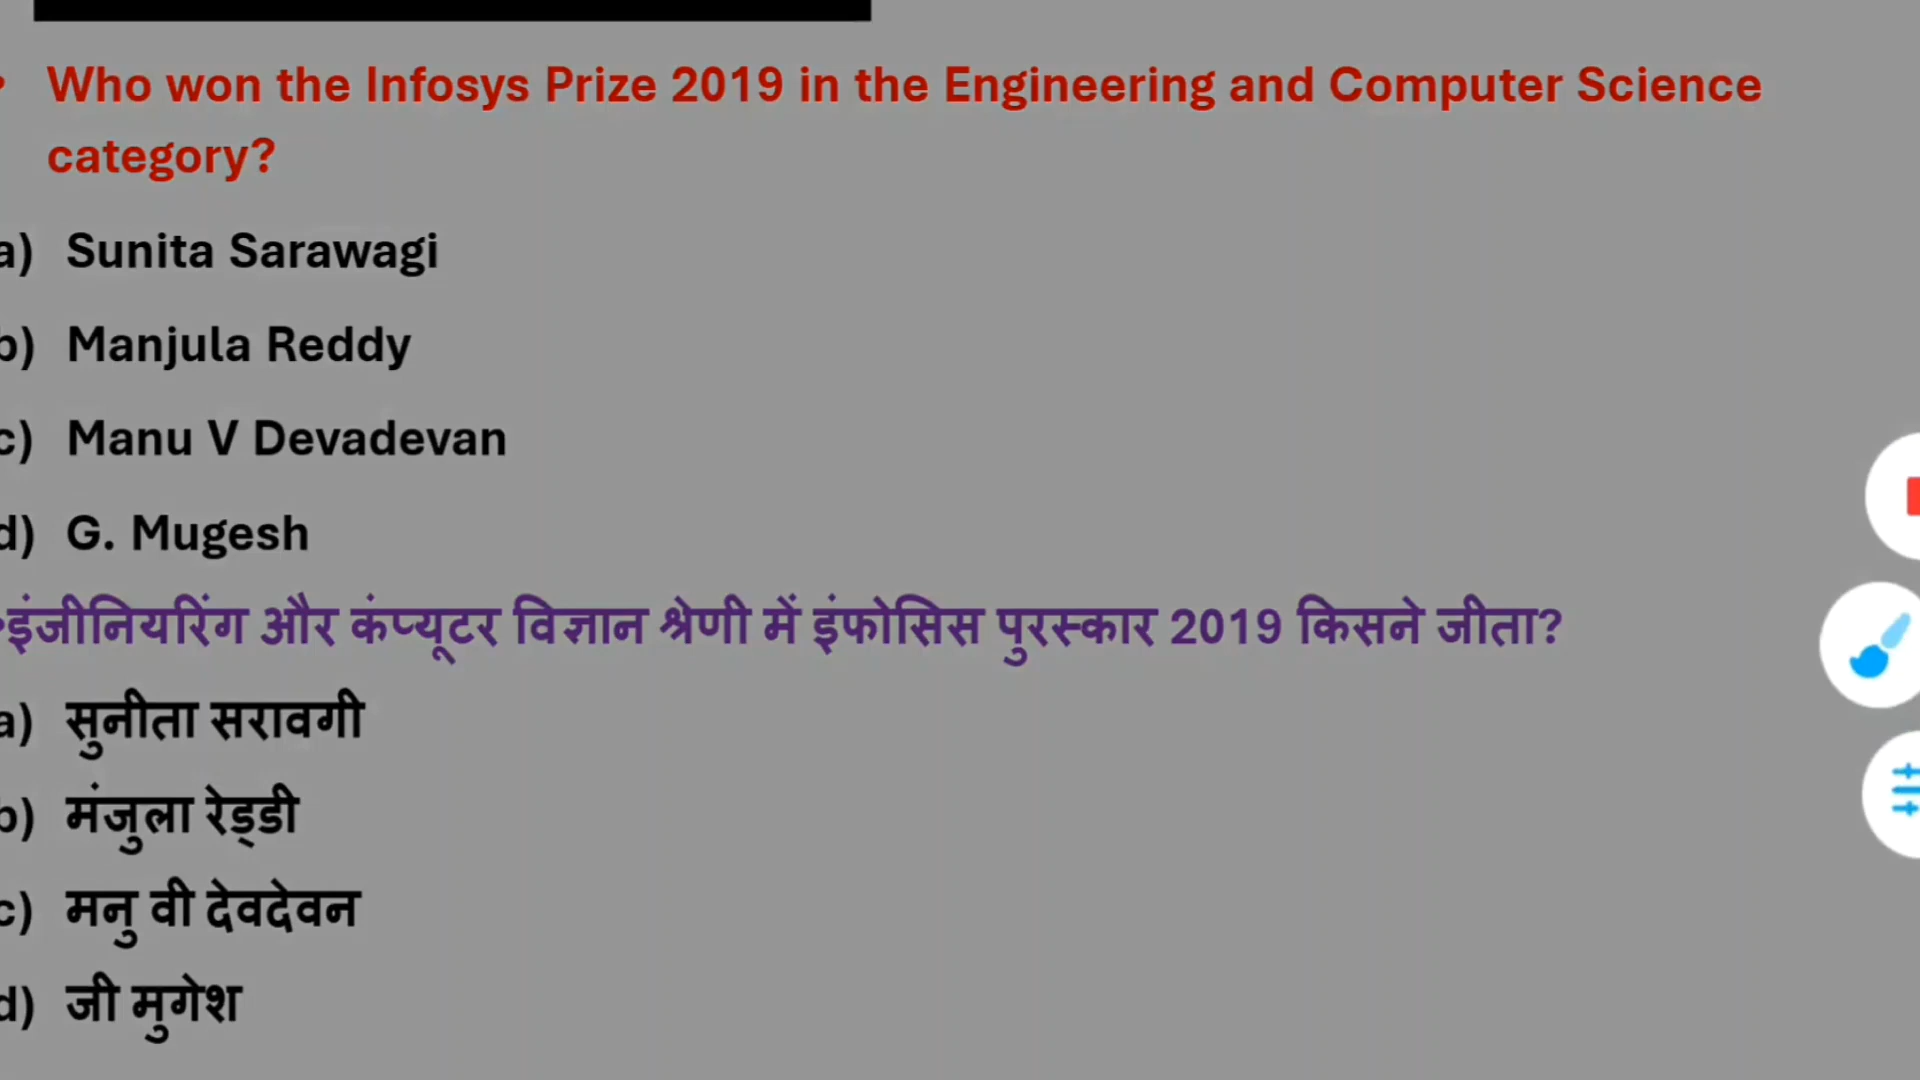 Who won the Infosys Prize 2019 in the Engineering and Computer Science
category?
a) Sunita Sarawagi
b) Manjula Reddy
c) Manu V Devadevan
d) G. Mugesh
इंजीनियरिंग और कंप्यूटर विज्ञान श्रेणी में इंफोसिस पुरस्कार 2019 किसने जीता?
a) सुनीता सरावगी
b) मंजुला रेड्डी
c) मनु वी देवदेवन
d) जी मुगेश